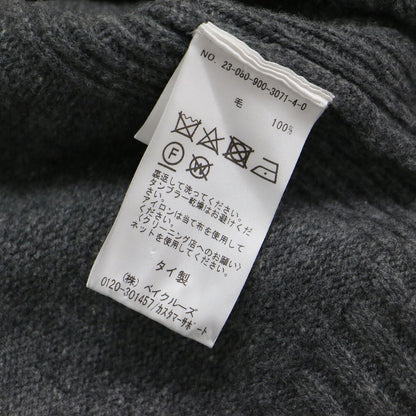 NO. 23-080-900-3071-4-0
毛 100%
F W
裏返して洗ってください。
タンブラー乾燥はお避けください。
アイロンは当て布を使用してください。
(クリーニング店へのお願い)
ネットを使用してください。
タイ製
(株) ベイクルーズ
0120-301457/カスタマーサポート